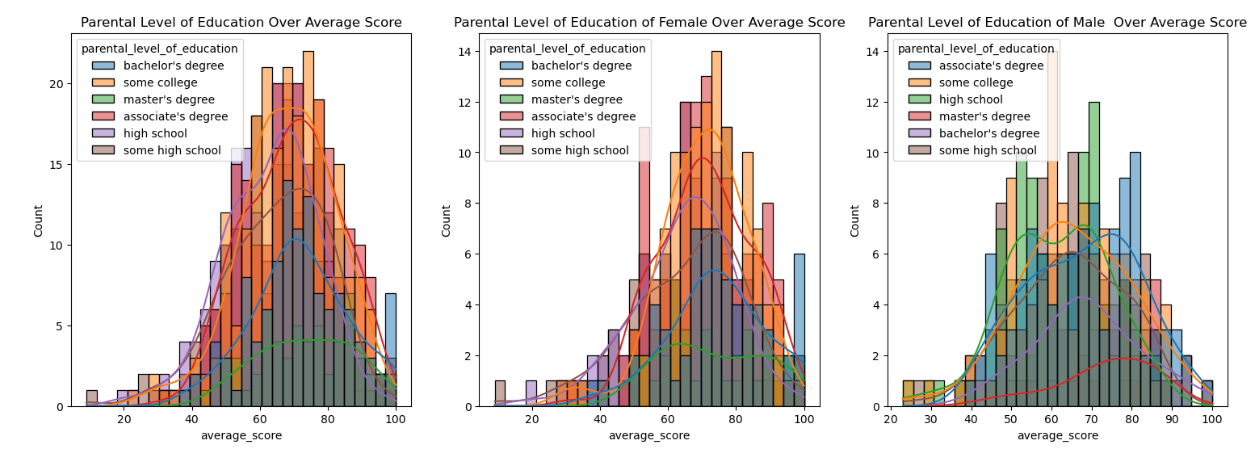 Parental Level of Education Over Average Score
parental_level_of_education
bachelor's degree
some college
master's degree
associate's degree
high school
some high school
Count
20
15
10
5
0
20
40
60
80
100
average_score
Parental Level of Education of Female Over Average Score
parental_level_of_education
bachelor's degree
some college
master's degree
associate's degree
high school
some high school
Count
14
12
10
8
6
4
2
0
20
40
60
80
100
average_score
Parental Level of Education of Male  Over Average Score
parental_level_of_education
associate's degree
some college
high school
master's degree
bachelor's degree
some high school
Count
14
12
10
8
6
4
2
0
20
30
40
50
60
70
80
90
100
average_score